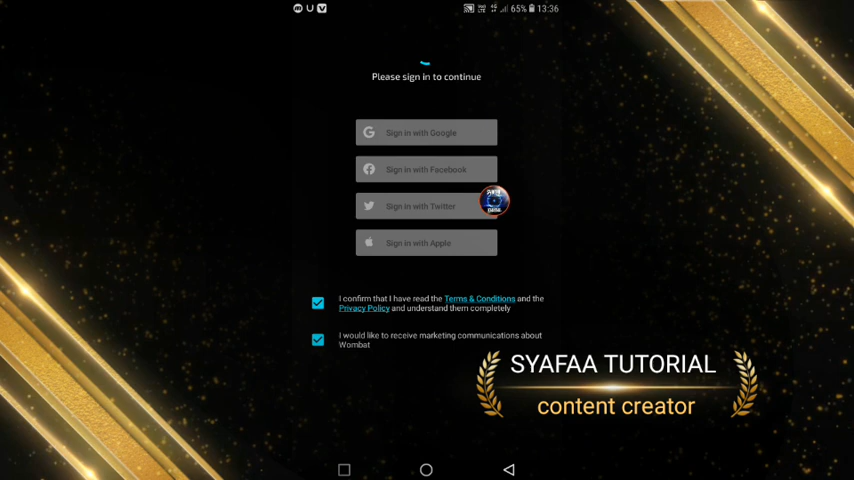 65% 13:36
Please sign in to continue
Sign in with Google
Sign in with Facebook
Sign in with Twitter
Sign in with Apple
I confirm that I have read the Terms & Conditions and the
Privacy Policy and understand them completely
I would like to receive marketing communications about
Wombat
SYAFAA TUTORIAL
content creator